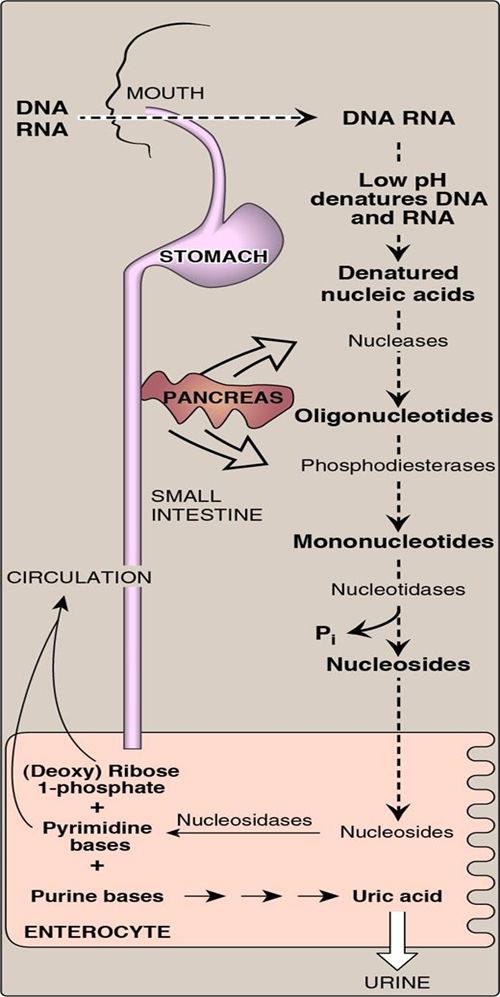 MOUTH
DNA
RNA
DNA RNA
Low pH
denatures DNA
and RNA
STOMACH
Denatured
nucleic acids
Nucleases
PANCREAS
Oligonucleotides
Phosphodiesterases
SMALL
INTESTINE
Mononucleotides
CIRCULATION
Nucleotidases
Pi
Nucleosides
(Deoxy) Ribose
1-phosphate
+
Pyrimidine
bases
Nucleosidases
Nucleosides
+
Purine bases
Uric acid
ENTEROCYTE
URINE